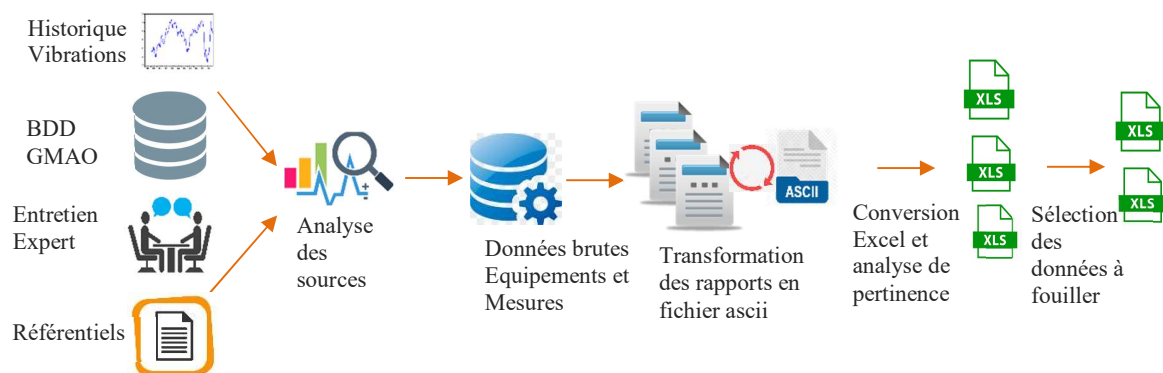 Historique
Vibrations
BDD
GMAO
Entretien
Expert
Référentiels
Analyse
des
sources
Données brutes
Equipements et
Mesures
ASCII
Transformation
des rapports en
fichier ascii
Conversion
Excel et
analyse de
pertinence
XLS
XLS
XLS
Sélection
des
données à
fouiller
XLS
XLS